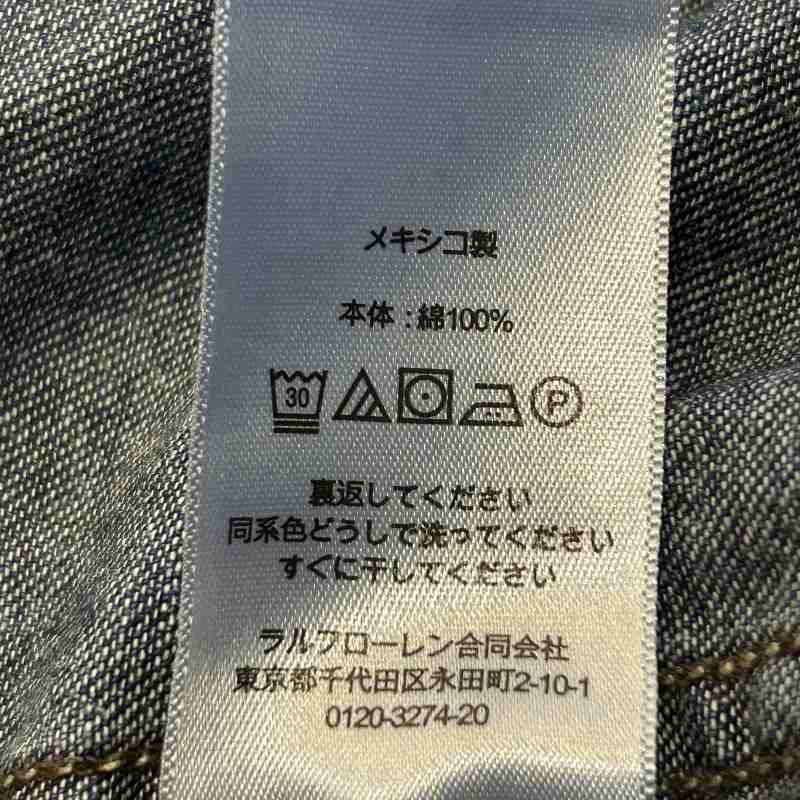 メキシコ製
本体:綿100%
30 P
裏返してください
同系色どうしで洗ってください
すぐに干してください
ラルフローレン合同会社
東京都千代田区永田町2-10-1
0120-3274-20